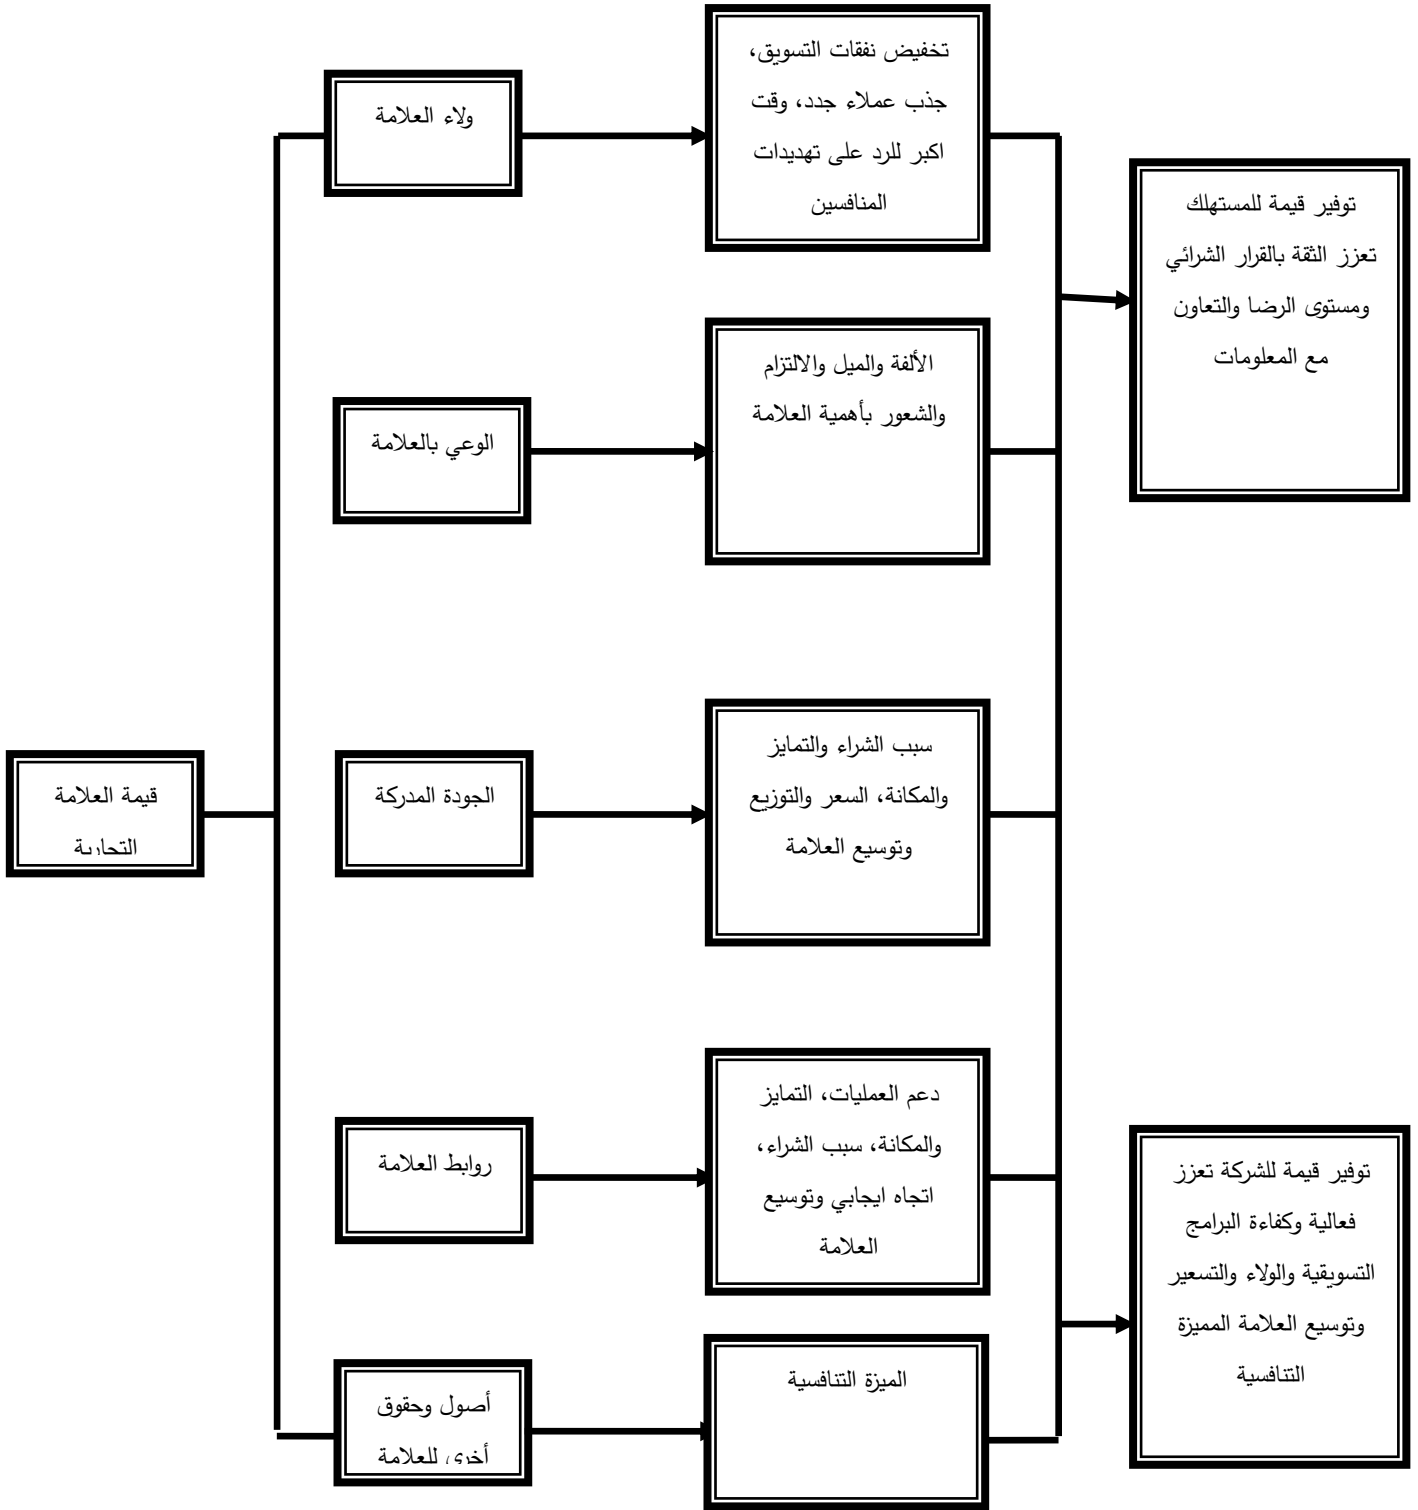 تخفيض نفقات التسويق،
جذب عملاء جدد، وقت
اكبر للرد على تهديدات
المنافسين
ولاء العلامة
توفير قيمة للمستهلك
تعزز الثقة بالقرار الشرائي
ومستوى الرضا والتعاون
مع المعلومات
الألفة والميل والالتزام
والشعور بأهمية العلامة
الوعي بالعلامة
سبب الشراء والتمايز
والمكانة، السعر والتوزيع
وتوسيع العلامة
الجودة المدركة
قيمة العلامة
التجارية
دعم العمليات، التمايز
والمكانة، سبب الشراء،
اتجاه ايجابي وتوسيع
العلامة
روابط العلامة
توفير قيمة للشركة تعزز
فعالية وكفاءة البرامج
التسويقية والولاء والتسعير
وتوسيع العلامة المميزة
التنافسية
الميزة التنافسية
أصول وحقوق
أخرى للعلامة